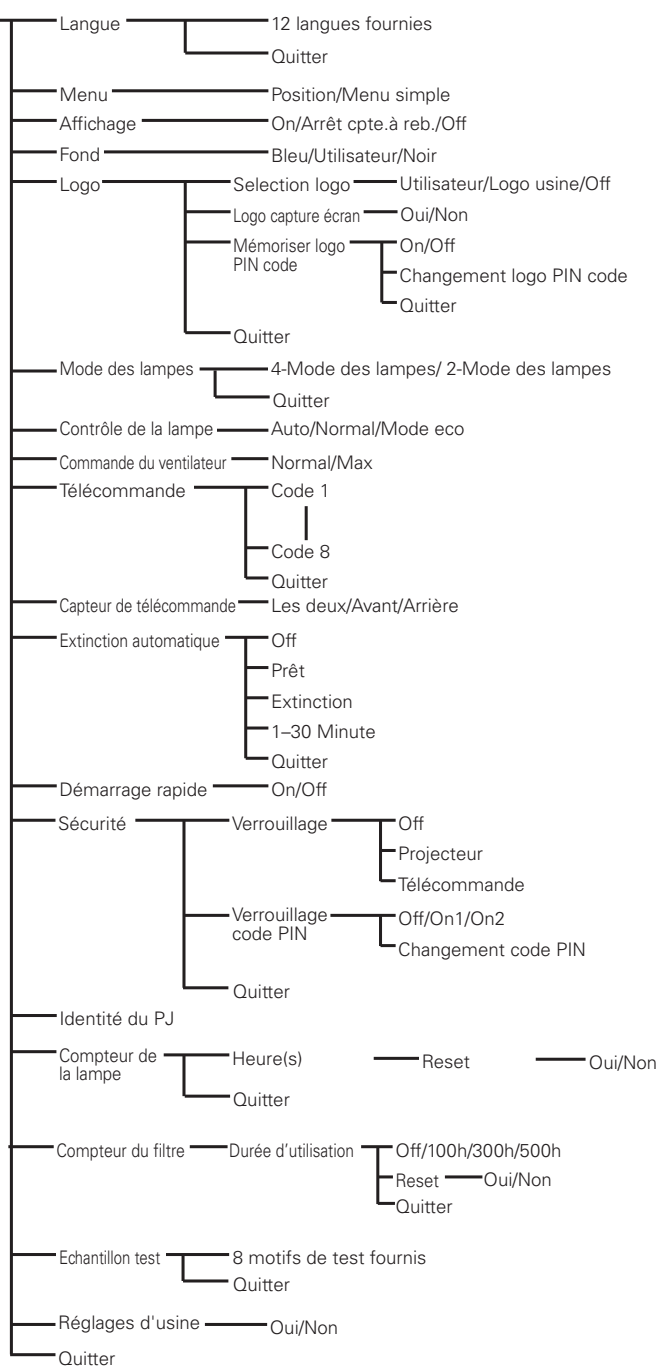 Langue 12 langues fournies
Quitter
Menu Position/Menu simple
Affichage On/Arrêt cpte.à reb./Off
Fond Bleu/Utilisateur/Noir
Logo Selection logo Utilisateur/Logo usine/Off
Logo capture écran Oui/Non
Mémoriser logo On/Off
PIN code
Changement logo PIN code
Quitter
Quitter
Mode des lampes 4-Mode des lampes/ 2-Mode des lampes
Quitter
Contrôle de la lampe Auto/Normal/Mode eco
Commande du ventilateur Normal/Max
Télécommande Code 1
Code 8
Quitter
Capteur de télécommande Les deux/Avant/Arrière
Extinction automatique Off
Prêt
Extinction
1–30 Minute
Quitter
Démarrage rapide On/Off
Sécurité Verrouillage Off
Projecteur
Télécommande
Verrouillage Off/On1/On2
code PIN
Changement code PIN
Quitter
Identité du PJ
Compteur de Heure(s) Reset Oui/Non
la lampe
Quitter
Compteur du filtre Durée d’utilisation Off/100h/300h/500h
Reset Oui/Non
Quitter
Echantillon test 8 motifs de test fournis
Quitter
Réglages d'usine Oui/Non
Quitter